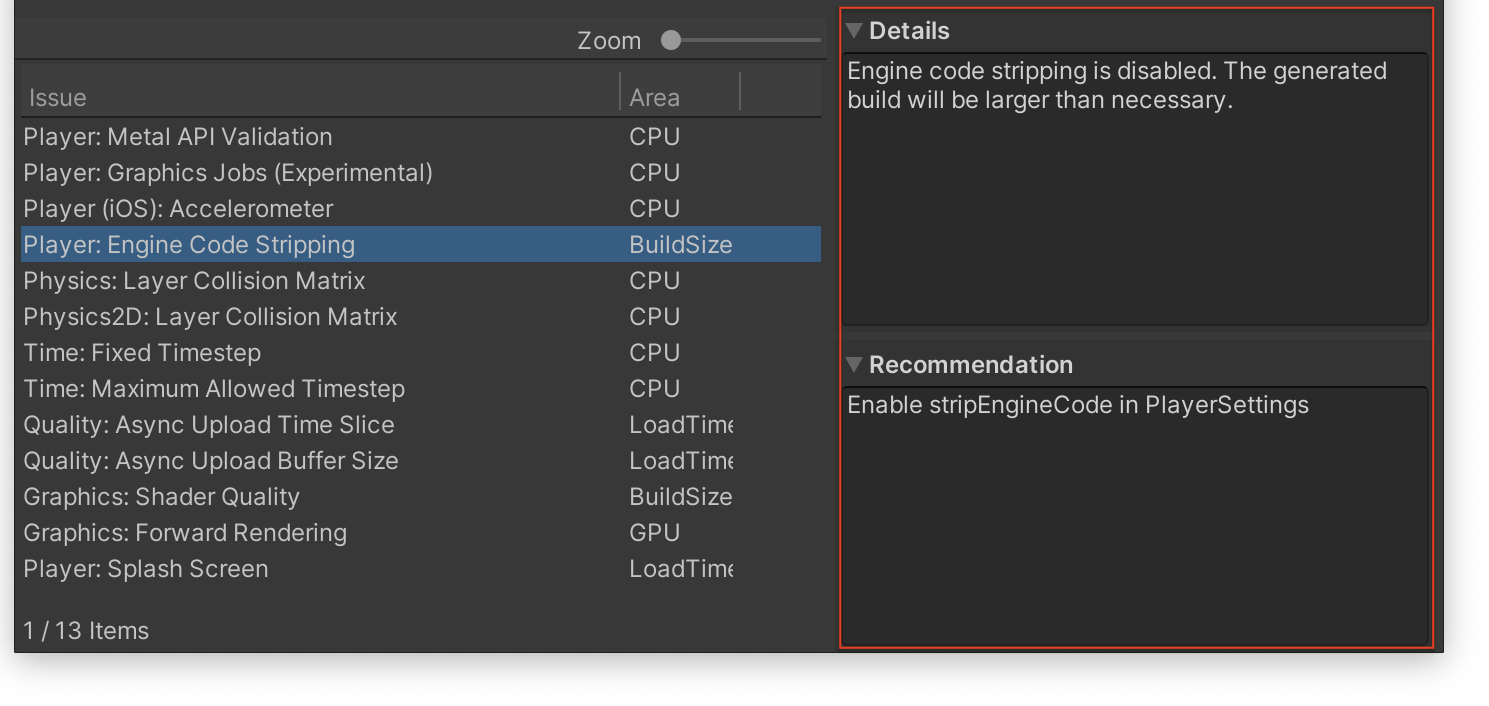 Zoom
Issue Area
Player: Metal API Validation CPU
Player: Graphics Jobs (Experimental) CPU
Player (iOS): Accelerometer CPU
Player: Engine Code Stripping BuildSize
Physics: Layer Collision Matrix CPU
Physics2D: Layer Collision Matrix CPU
Time: Fixed Timestep CPU
Time: Maximum Allowed Timestep CPU
Quality: Async Upload Time Slice LoadTime
Quality: Async Upload Buffer Size LoadTime
Graphics: Shader Quality BuildSize
Graphics: Forward Rendering GPU
Player: Splash Screen LoadTime
1 / 13 Items
Details
Engine code stripping is disabled. The generated
build will be larger than necessary.
Recommendation
Enable stripEngineCode in PlayerSettings